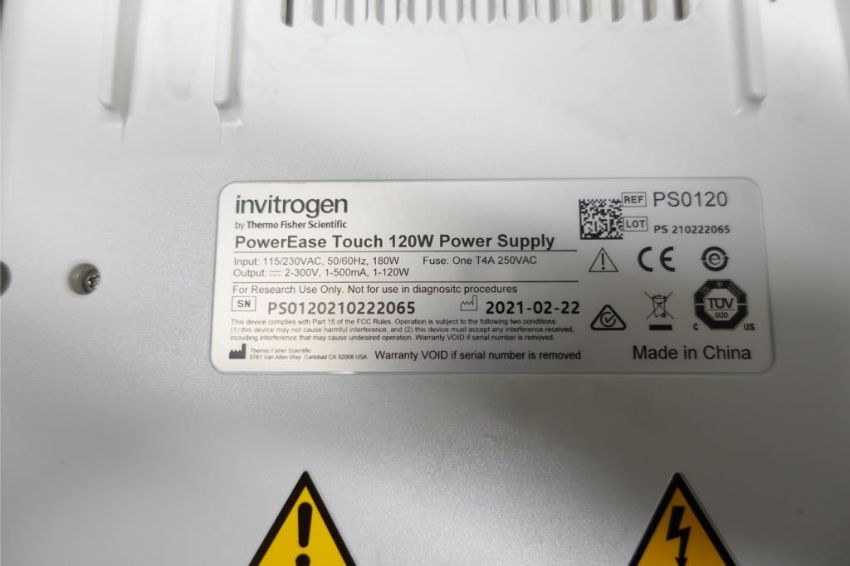 invitrogen
by Thermo Fisher Scientific
PowerEase Touch 120W Power Supply
Input: 115/230VAC, 50/60Hz, 180W Fuse: One T4A 250VAC
Output: 2-300V, 1-500mA, 1-120W
For Research Use Only. Not for use in diagnositc procedures
SN PS0120210222065 2021-02-22
This device complies with Part 15 of the FCC Rules. Operation is subject to the following two conditions:
(1) this device may not cause harmful interference, and (2) this device must accept any interference received,
including interference that may cause undesired operation. Warranty VOID if serial number is removed.
Thermo Fisher Scientific
5781 Van Allen Way Carlsbad CA 92008 USA Warranty VOID if serial number is removed
REF PS0120
LOT PS 210222065
CE
TÜV
SÜD
C US
Made in China